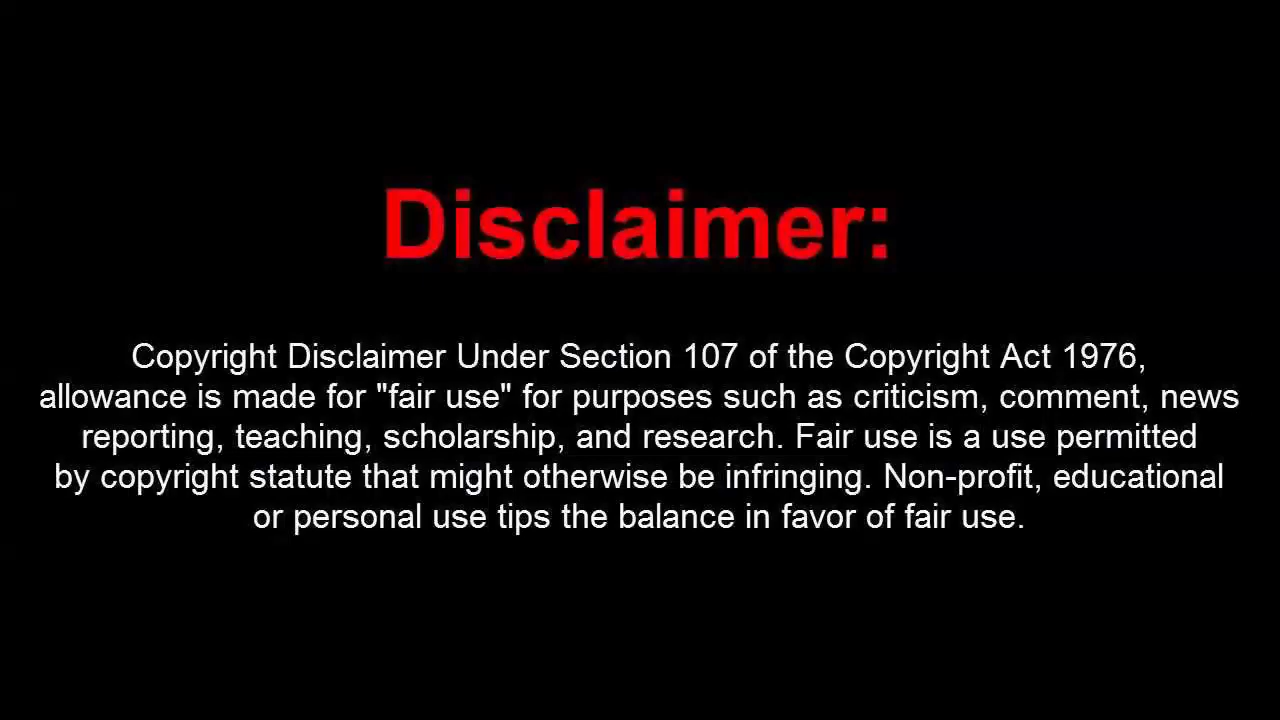 Disclaimer:
Copyright Disclaimer Under Section 107 of the Copyright Act 1976,
allowance is made for "fair use" for purposes such as criticism, comment, news
reporting, teaching, scholarship, and research. Fair use is a use permitted
by copyright statute that might otherwise be infringing. Non-profit, educational
or personal use tips the balance in favor of fair use.